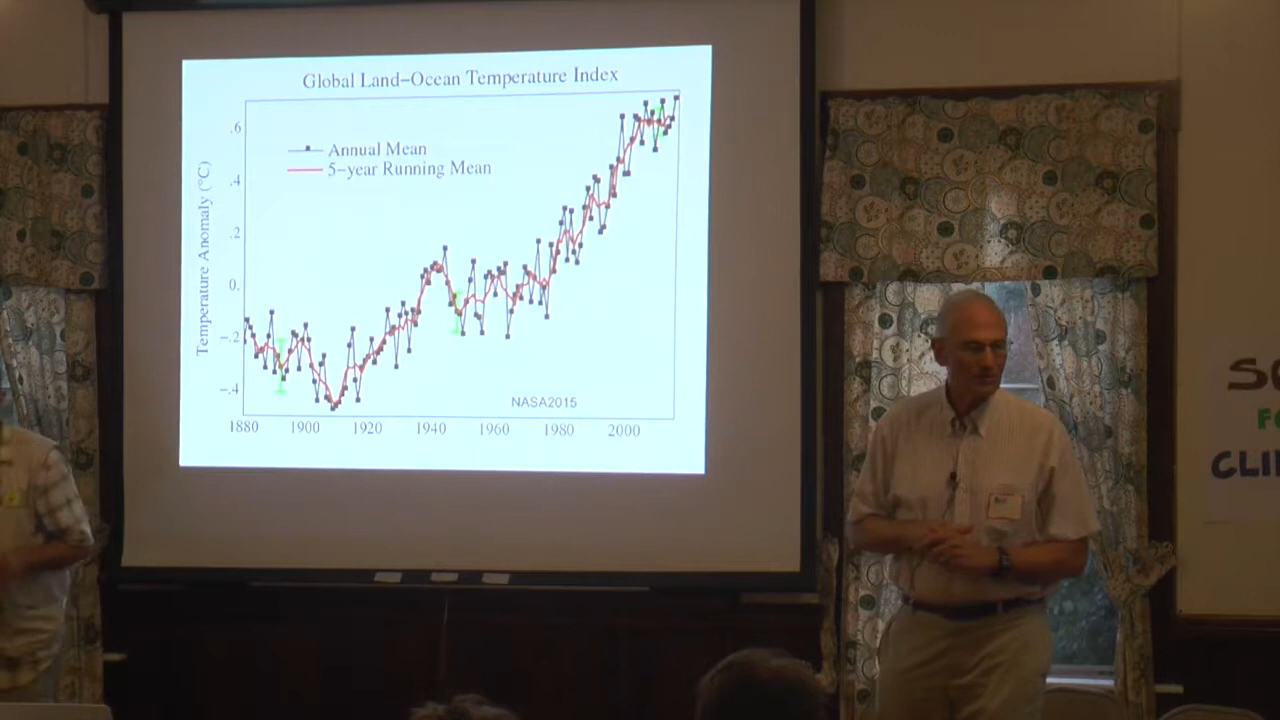 Global Land−Ocean Temperature Index
Annual Mean
5−year Running Mean
Temperature Anomaly (°C)
.6
.4
.2
0.
−.2
−.4
NASA2015
1880 1900 1920 1940 1960 1980 2000